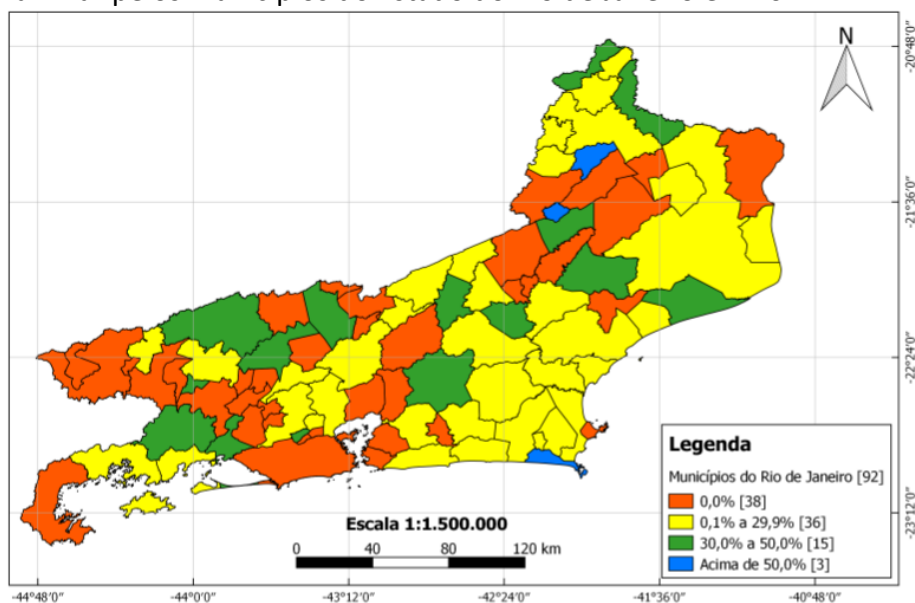 N
-20°48'0"
-21°36'0"
-22°24'0"
-23°12'0"
Legenda
Municípios do Rio de Janeiro [92]
0,0% [38]
0,1% a 29,9% [36]
30,0% a 50,0% [15]
Acima de 50,0% [3]
Escala 1:1.500.000
0 40 80 120 km
-44°48'0" -44°0'0" -43°12'0" -42°24'0" -41°36'0" -40°48'0"